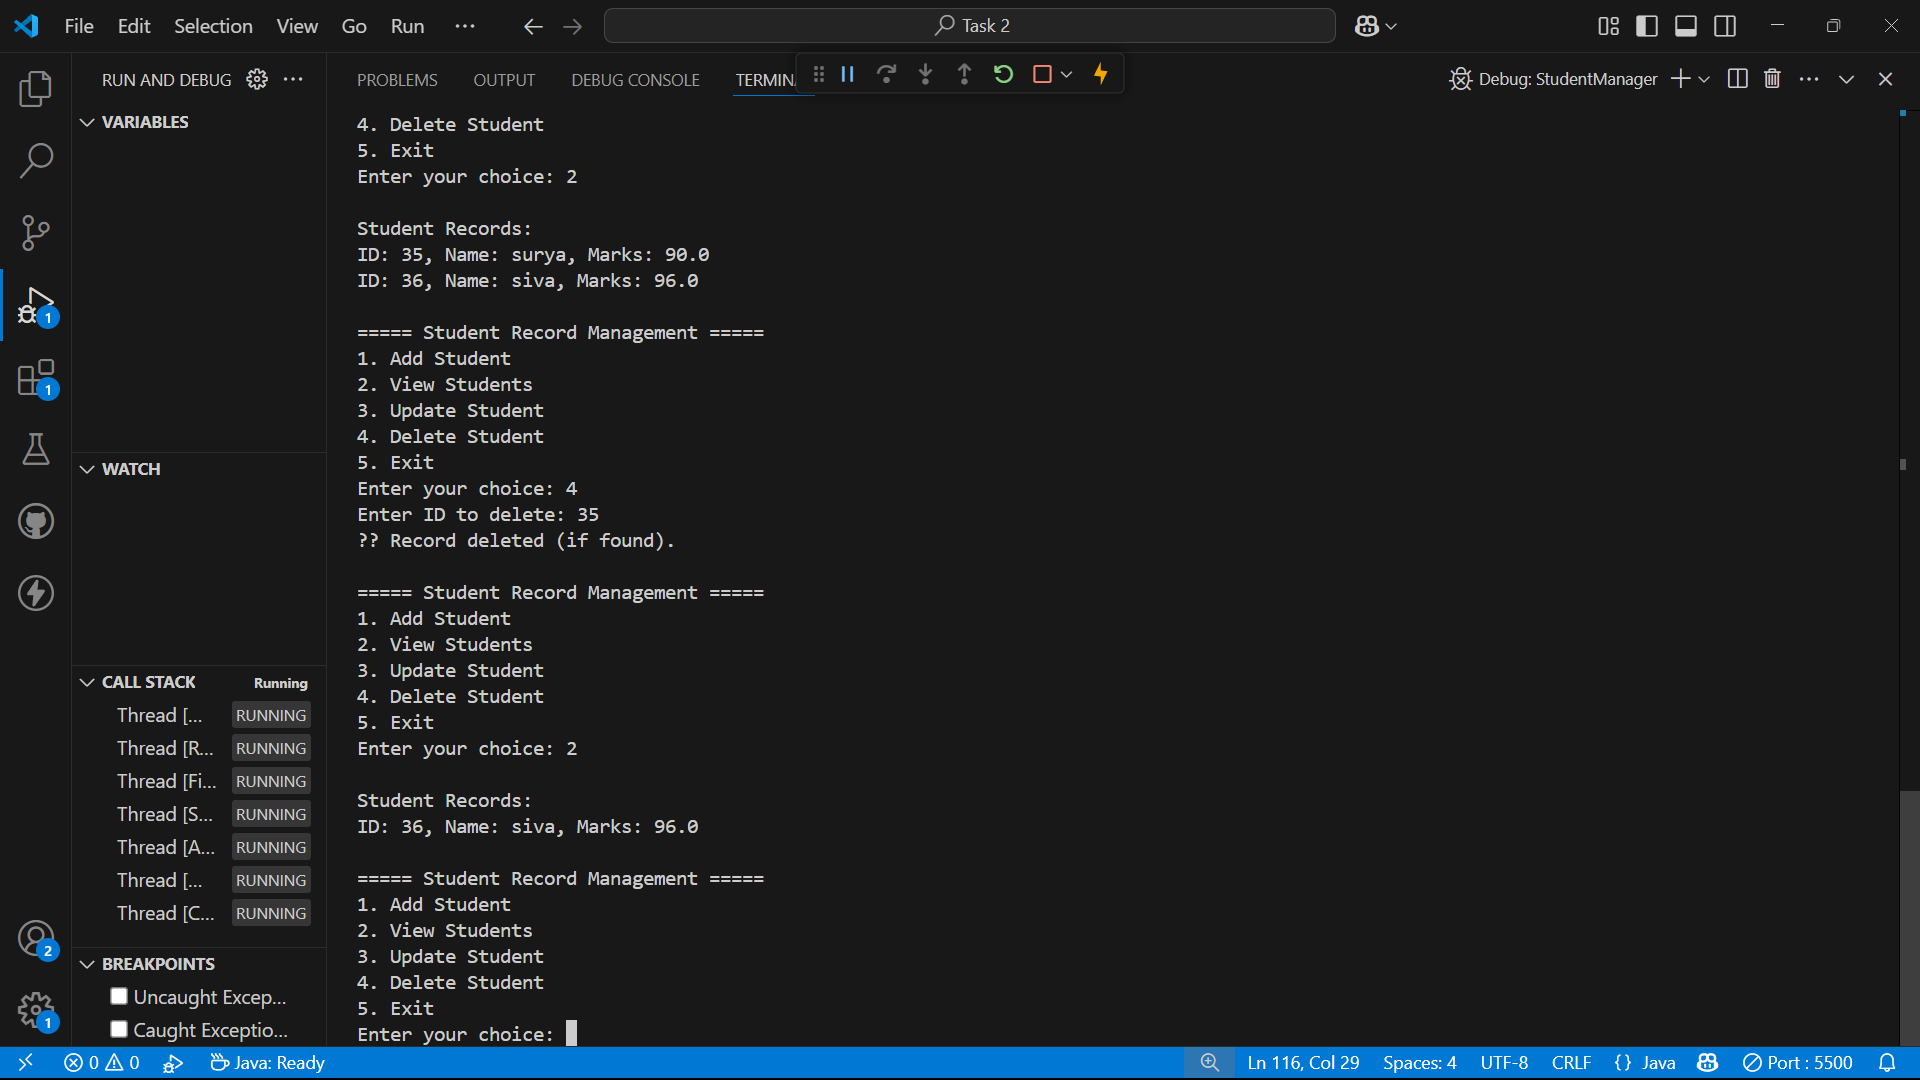 File Edit Selection View Go Run ··· Task 2
RUN AND DEBUG
PROBLEMS OUTPUT DEBUG CONSOLE TERMIN
Debug: StudentManager
VARIABLES
WATCH
CALL STACK Running
Thread [... RUNNING
Thread [R... RUNNING
Thread [Fi... RUNNING
Thread [S... RUNNING
Thread [A... RUNNING
Thread [... RUNNING
Thread [C... RUNNING
BREAKPOINTS
Uncaught Excep...
Caught Exceptio...
1
1
2
1
4. Delete Student
5. Exit
Enter your choice: 2
Student Records:
ID: 35, Name: surya, Marks: 90.0
ID: 36, Name: siva, Marks: 96.0
===== Student Record Management =====
1. Add Student
2. View Students
3. Update Student
4. Delete Student
5. Exit
Enter your choice: 4
Enter ID to delete: 35
?? Record deleted (if found).
===== Student Record Management =====
1. Add Student
2. View Students
3. Update Student
4. Delete Student
5. Exit
Enter your choice: 2
Student Records:
ID: 36, Name: siva, Marks: 96.0
===== Student Record Management =====
1. Add Student
2. View Students
3. Update Student
4. Delete Student
5. Exit
Enter your choice:
0 0 Java: Ready Ln 116, Col 29 Spaces: 4 UTF-8 CRLF {} Java Port : 5500